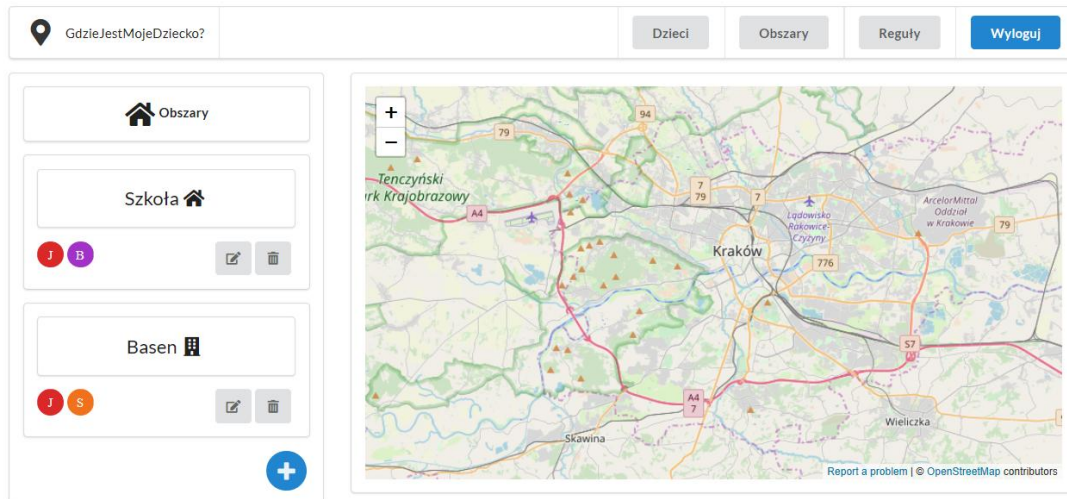 GdzieJestMojeDziecko?
Dzieci
Obszary
Reguły
Wyloguj
Obszary
Szkoła
J B
Basen
J S
+
−
94
79
Tenczyński
rk Krajobrazowy
A4
7
79
7
Lądowisko
Rakowice-
Czyżyny
ArcelorMittal
Oddział
w Krakowie
79
Kraków
776
S7
A4
7
Wieliczka
Skawina
Report a problem | © OpenStreetMap contributors